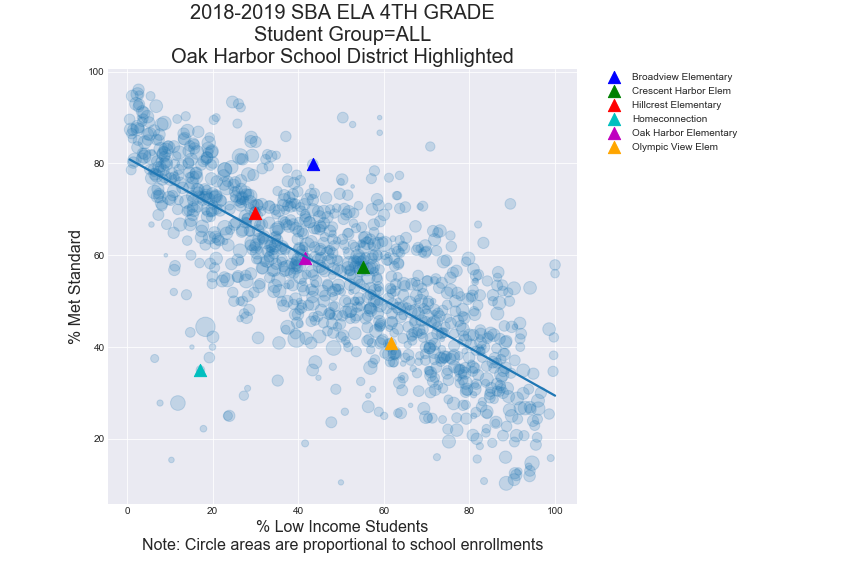 2018-2019 SBA ELA 4TH GRADE
Student Group=ALL
Oak Harbor School District Highlighted
100
80
60
40
20
% Met Standard
0 20 40 60 80 100
% Low Income Students
Note: Circle areas are proportional to school enrollments
Broadview Elementary
Crescent Harbor Elem
Hillcrest Elementary
Homeconnection
Oak Harbor Elementary
Olympic View Elem